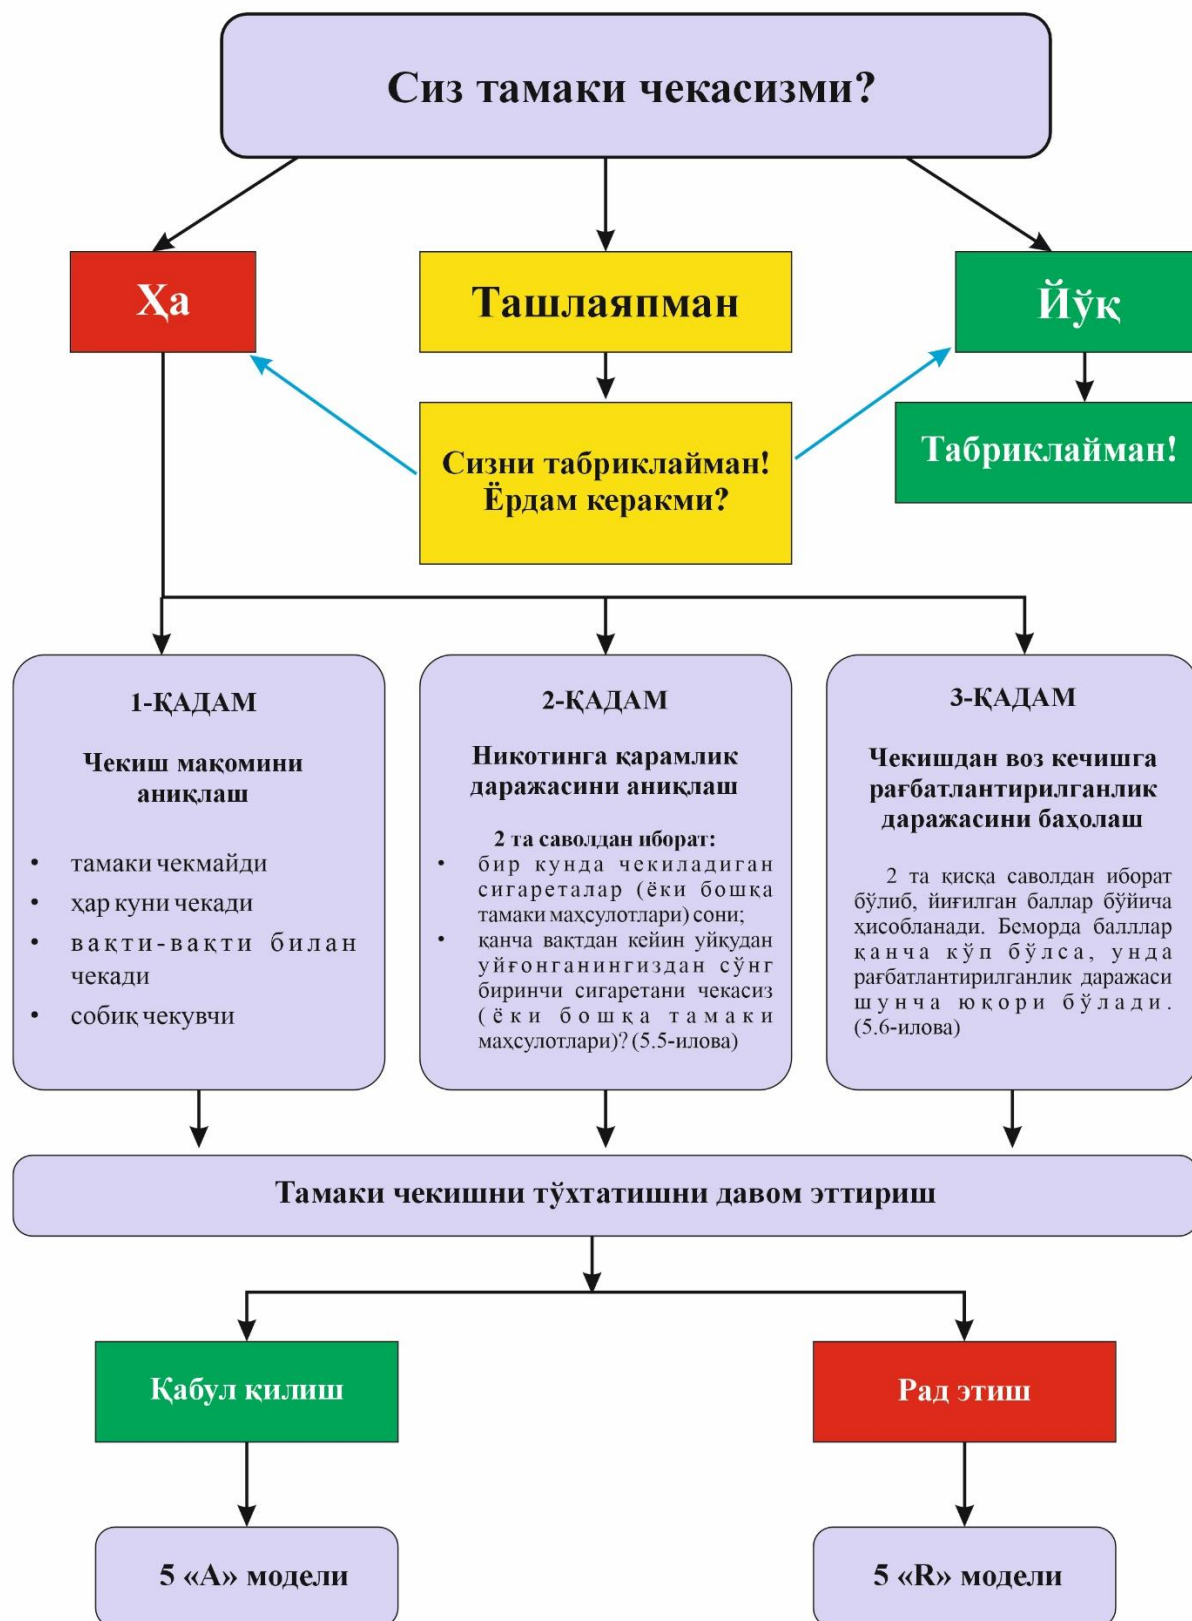 Сиз тамаки чекасизми?
Ҳа
Ташлаяпман
Йўқ
Сизни табриклайман!
Ёрдам керакми?
Табриклайман!
1-ҚАДАМ
Чекиш мақомини
аниқлаш
• тамаки чекмайди
• ҳар куни чекади
• вақти-вақти билан
чекади
• собиқ чекувчи
2-ҚАДАМ
Никотинга қарамлик
даражасини аниқлаш
2 та саволдан иборат:
• бир кунда чекиладиган
сигареталар (ёки бошқа
тамаки маҳсулотлари) сони;
• қанча вақтдан кейин уйқудан
уйғонганингиздан сўнг
биринчи сигаретани чекасиз
(ёки бошқа тамаки
маҳсулотлари)? (5.5-илова)
3-ҚАДАМ
Чекишдан воз кечишга
рағбатлантирилганлик
даражасини баҳолаш
2 та қисқа саволдан иборат
бўлиб, йиғилган баллар бўйича
ҳисобланади. Беморда балллар
қанча кўп бўлса, унда
рағбатлантирилганлик даражаси
шунча юқори бўлади.
(5.6-илова)
Тамаки чекишни тўхтатишни давом эттириш
Қабул қилиш
Рад этиш
5 «A» модели
5 «R» модели